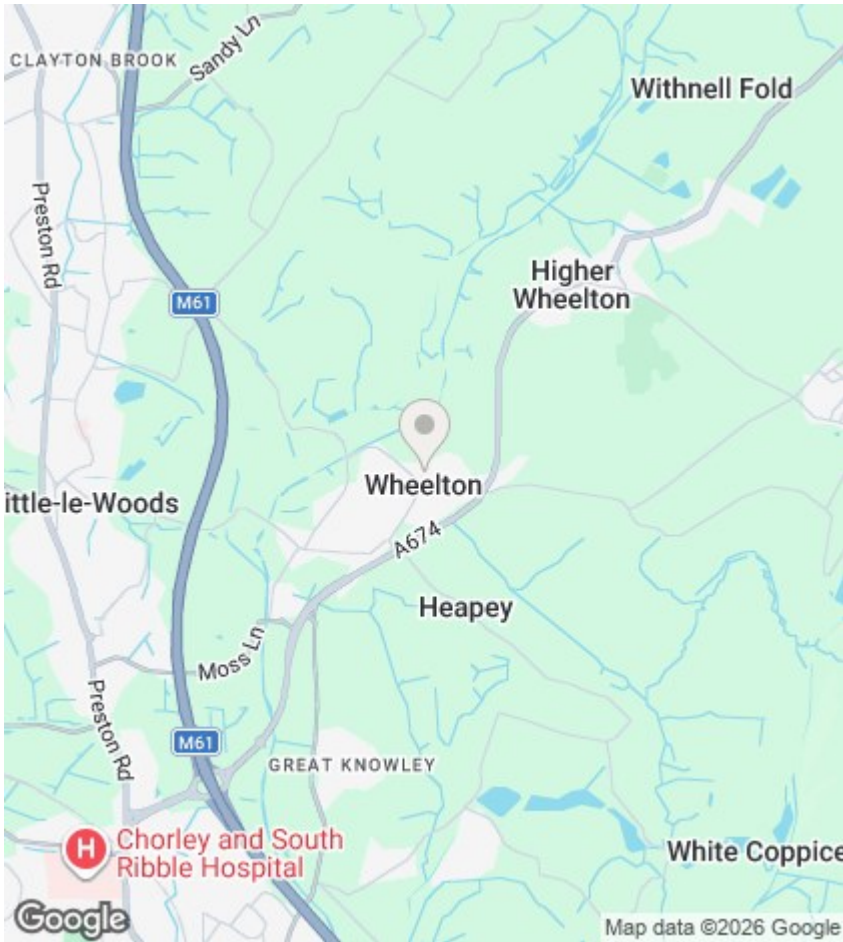 CLAYTON BROOK
Sandy Ln
Withnell Fold
Preston Rd
Higher
Wheelton
M61
Wheelton
ittle-le-Woods
A674
Heapey
Moss Ln
Preston Rd
M61
GREAT KNOWLEY
H
Chorley and South
Ribble Hospital
White Coppice
Google
Map data ©2026 Google